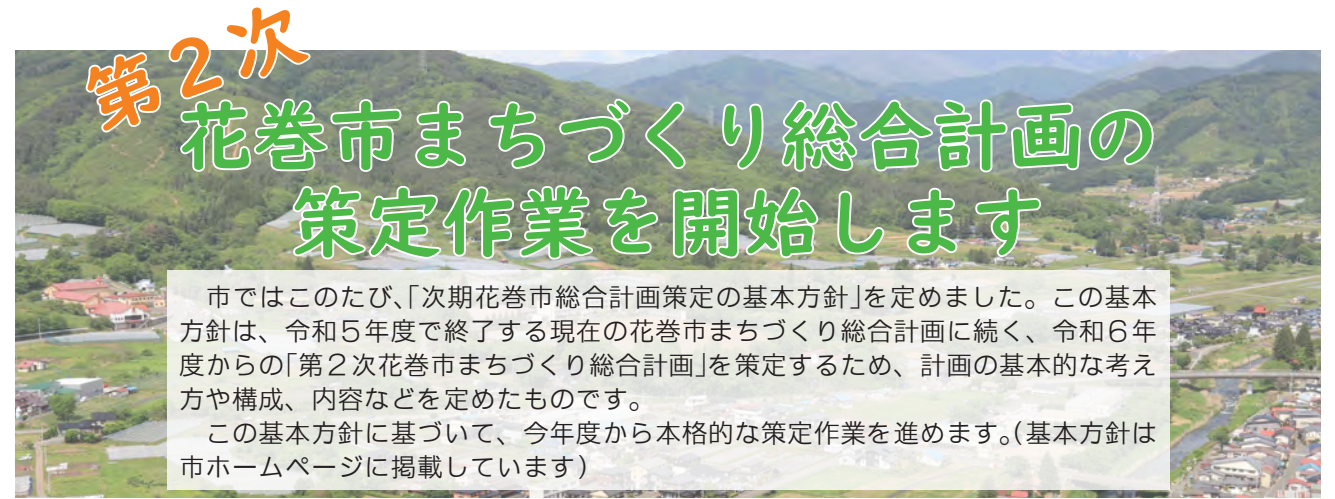 第２次
花巻市まちづくり総合計画の
策定作業を開始します
　市ではこのたび、「次期花巻市総合計画策定の基本方針」を定めました。この基本
方針は、令和５年度で終了する現在の花巻市まちづくり総合計画に続く、令和６年
度からの「第２次花巻市まちづくり総合計画」を策定するため、計画の基本的な考え
方や構成、内容などを定めたものです。
　この基本方針に基づいて、今年度から本格的な策定作業を進めます。（基本方針は
市ホームページに掲載しています）